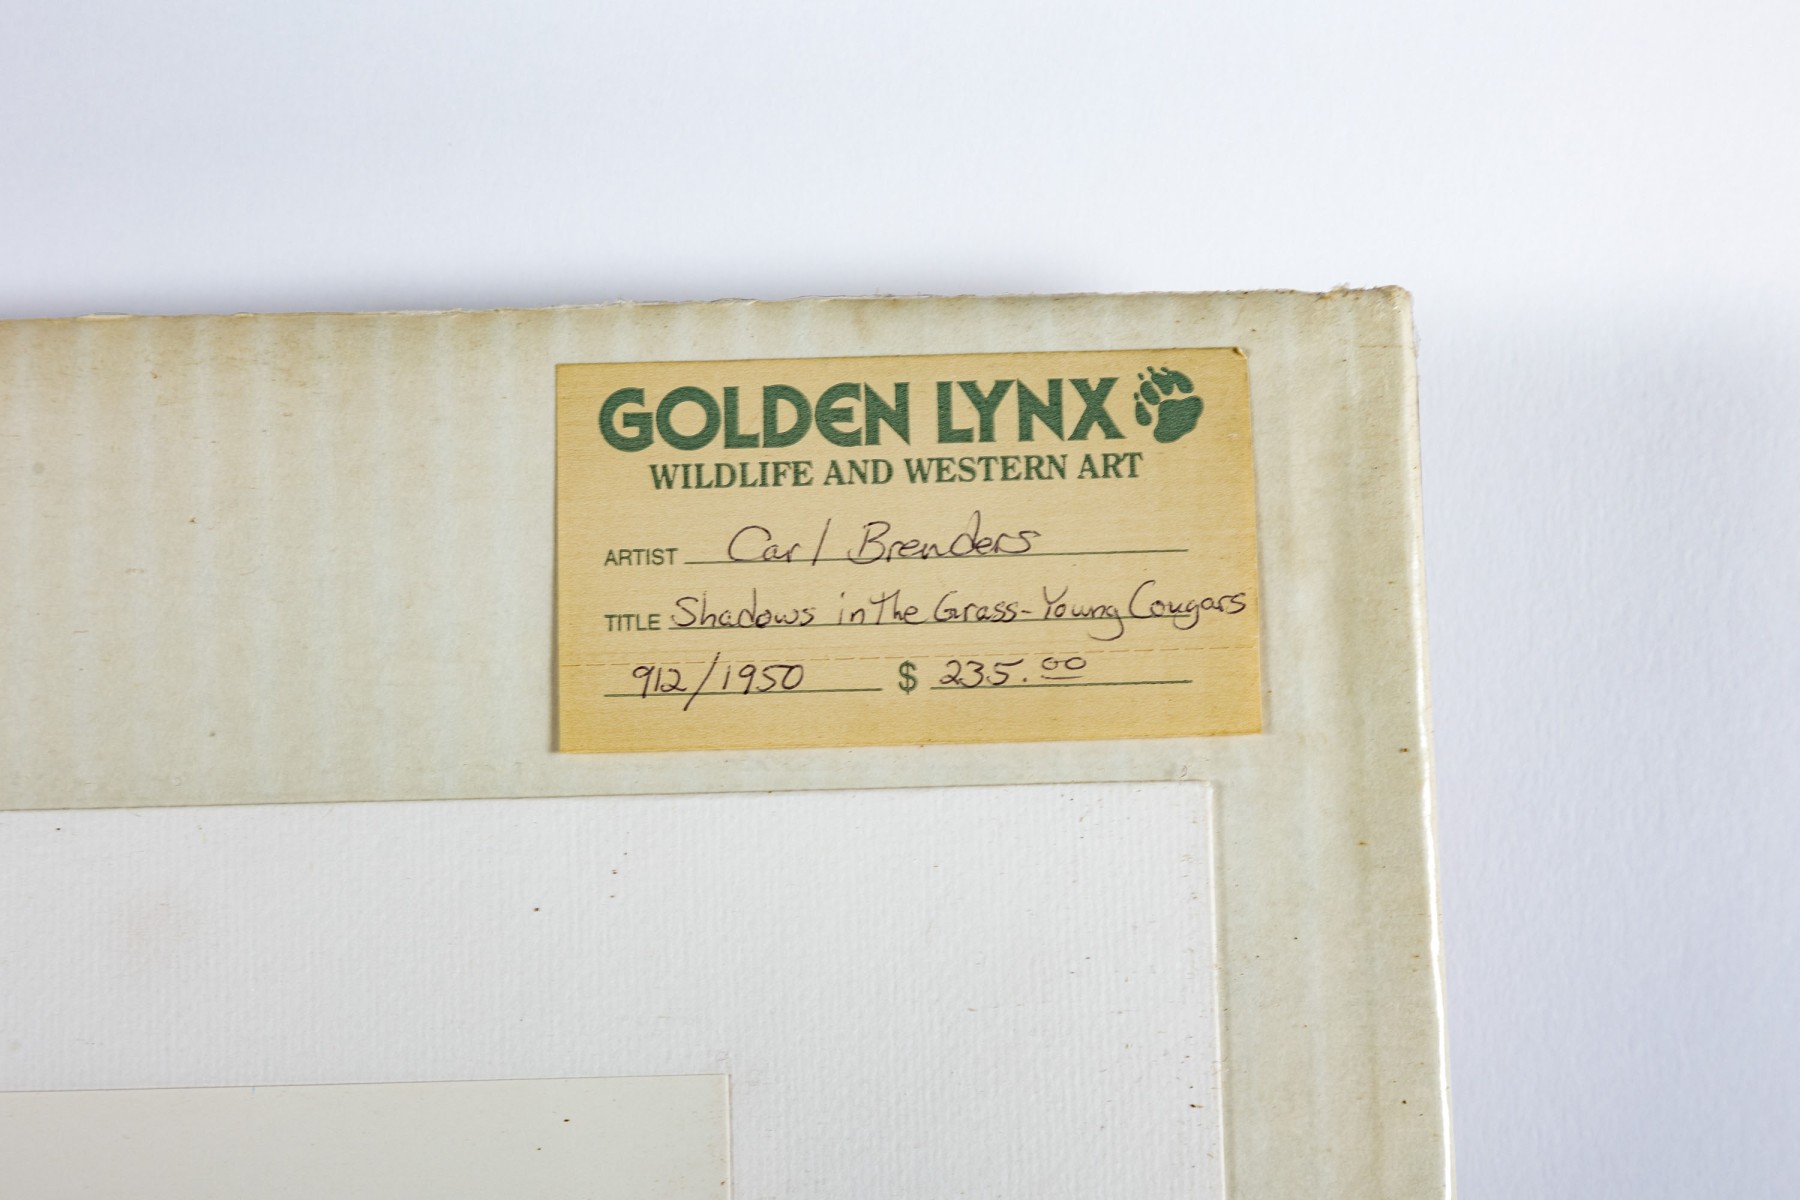 GOLDEN LYNX
WILDLIFE AND WESTERN ART
ARTIST Carl Brenders
TITLE Shadows in the Grass-Young Cougars
912/1950 $ 235.00